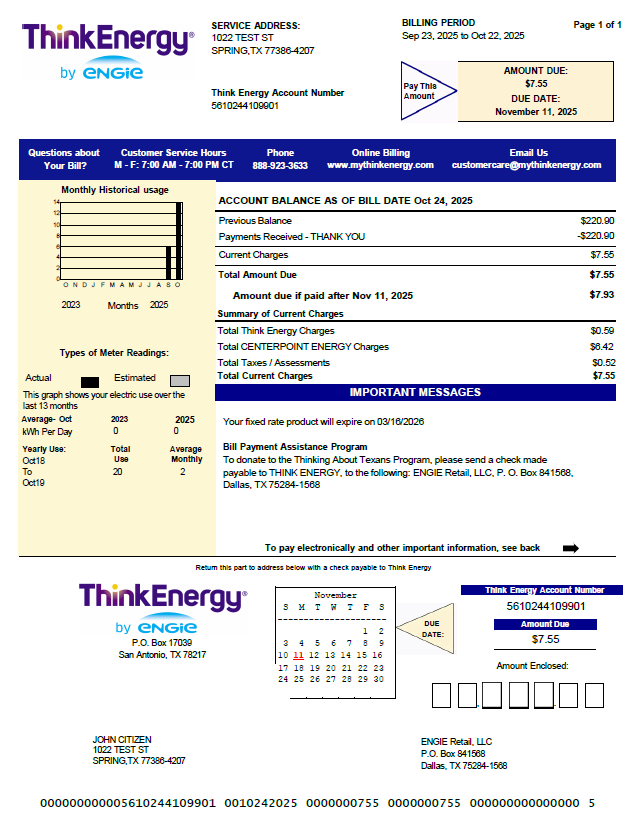 ThinkEnergy®
by ENGIE
SERVICE ADDRESS:
1022 TEST ST
SPRING,TX 77386-4207
Think Energy Account Number
5610244109901
BILLING PERIOD
Sep 23, 2025 to Oct 22, 2025
Page 1 of 1
Pay This
Amount
AMOUNT DUE:
$7.55
DUE DATE:
November 11, 2025
Questions about
Your Bill?
Customer Service Hours
M - F: 7:00 AM - 7:00 PM CT
Phone
888-923-3633
Online Billing
www.mythinkenergy.com
Email Us
customercare@mythinkenergy.com
Monthly Historical usage
14
12
10
8
6
4
2
0
O N D J F M A M J J A S O
2023 Months 2025
Types of Meter Readings:
Actual Estimated
This graph shows your electric use over the
last 13 months
Average- Oct 2023 2025
kWh Per Day 0 0
Yearly Use: Total Average
Oct18 Use Monthly
To 20 2
Oct19
ACCOUNT BALANCE AS OF BILL DATE Oct 24, 2025
Previous Balance $220.90
Payments Received - THANK YOU -$220.90
Current Charges $7.55
Total Amount Due $7.55
Amount due if paid after Nov 11, 2025 $7.93
Summary of Current Charges
Total Think Energy Charges $0.59
Total CENTERPOINT ENERGY Charges $6.42
Total Taxes / Assessments $0.52
Total Current Charges $7.55
IMPORTANT MESSAGES
Your fixed rate product will expire on 03/16/2026
Bill Payment Assistance Program
To donate to the Thinking About Texans Program, please send a check made
payable to THINK ENERGY, to the following: ENGIE Retail, LLC, P. O. Box 841568,
Dallas, TX 75284-1568
To pay electronically and other important information, see back
Return this part to address below with a check payable to Think Energy
ThinkEnergy®
by ENGIE
P.O. Box 17039
San Antonio, TX 78217
November
S M T W T F S
--------------------
1 2
3 4 5 6 7 8 9
10 11 12 13 14 15 16
17 18 19 20 21 22 23
24 25 26 27 28 29 30
DUE
DATE:
Think Energy Account Number
5610244109901
Amount Due
$7.55
Amount Enclosed:
JOHN CITIZEN
1022 TEST ST
SPRING,TX 77386-4207
ENGIE Retail, LLC
P.O. Box 841568
Dallas, TX 75284-1568
0000000000005610244109901 0010242025 0000000755 0000000755 00000000000000 5